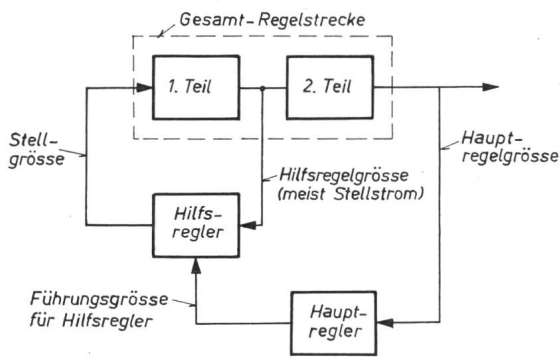 Gesamt-Regelstrecke
1. Teil
2. Teil
Stell-
grösse
Haupt-
regelgrösse
Hilfsregelgrösse
(meist Stellstrom)
Hilfs-
regler
Führungsgrösse
für Hilfsregler
Haupt-
regler